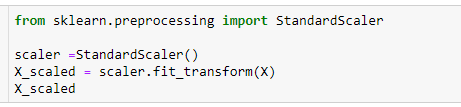 from sklearn.preprocessing import StandardScaler
scaler =StandardScaler()
X_scaled = scaler.fit_transform(X)
X_scaled